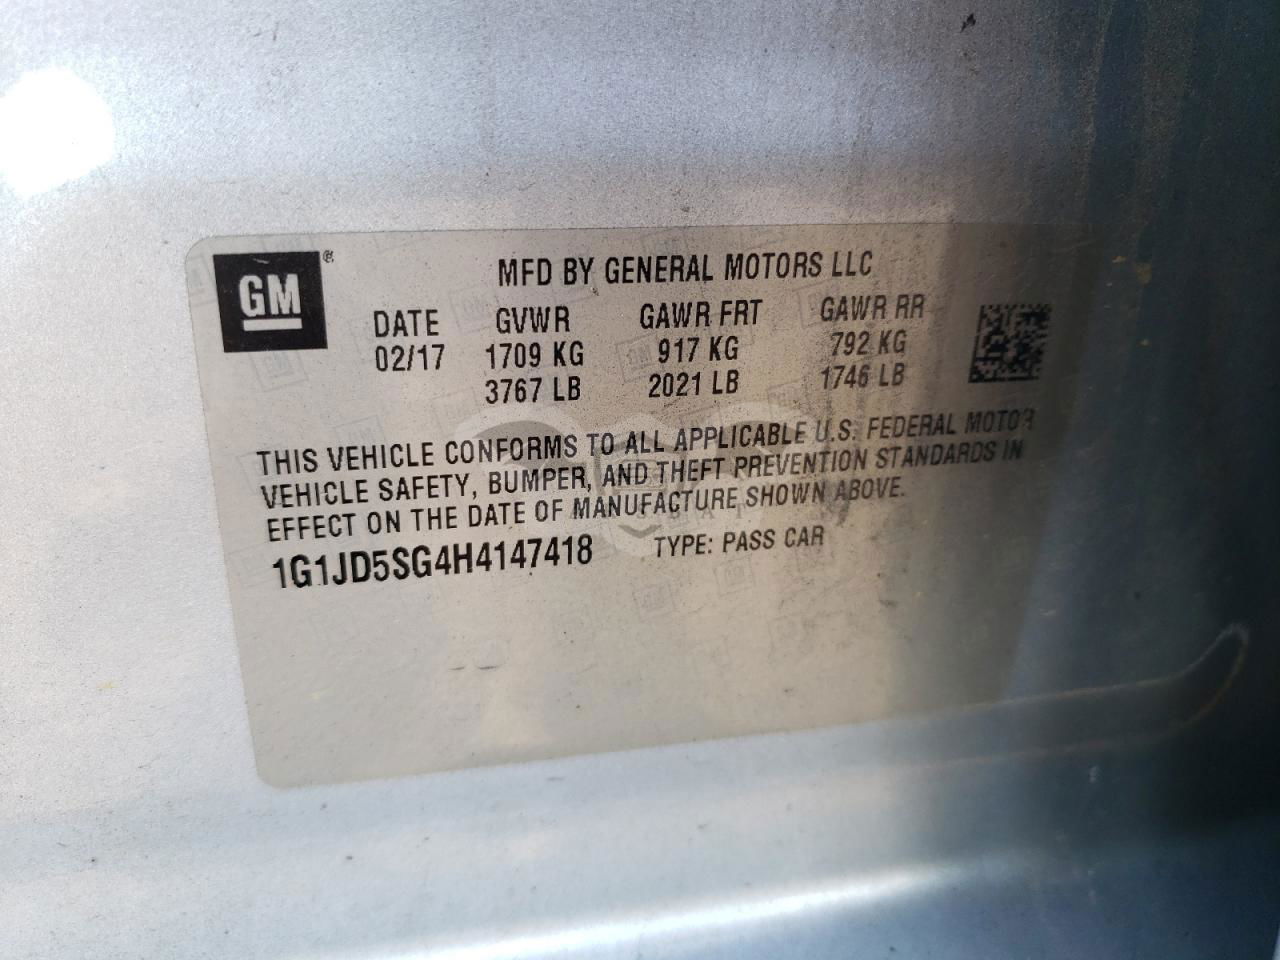 GM®
MFD BY GENERAL MOTORS LLC
DATE GVWR GAWR FRT GAWR RR
02/17 1709 KG 917 KG 792 KG
3767 LB 2021 LB 1746 LB
THIS VEHICLE CONFORMS TO ALL APPLICABLE U.S. FEDERAL MOTOR
VEHICLE SAFETY, BUMPER, AND THEFT PREVENTION STANDARDS IN
EFFECT ON THE DATE OF MANUFACTURE SHOWN ABOVE.
1G1JD5SG4H4147418 TYPE: PASS CAR